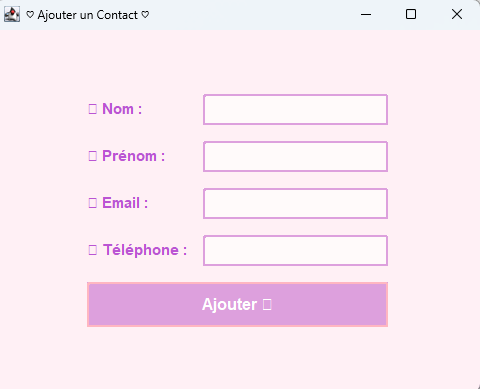 ♡ Ajouter un Contact ♡
▯ Nom :
▯ Prénom :
▯ Email :
▯ Téléphone :
Ajouter ▯